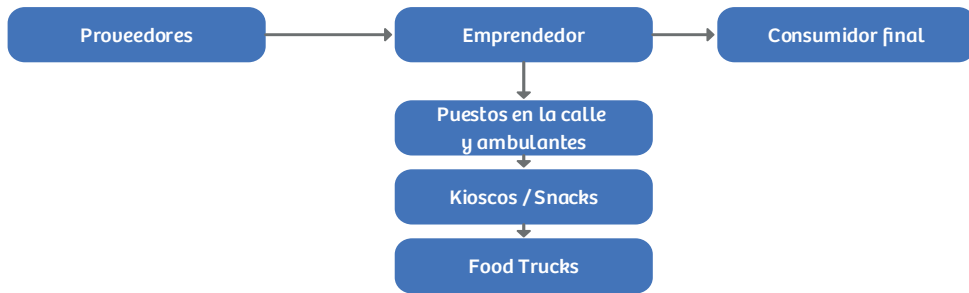 Proveedores
Emprendedor
Consumidor final
Puestos en la calle
y ambulantes
Kioscos / Snacks
Food Trucks